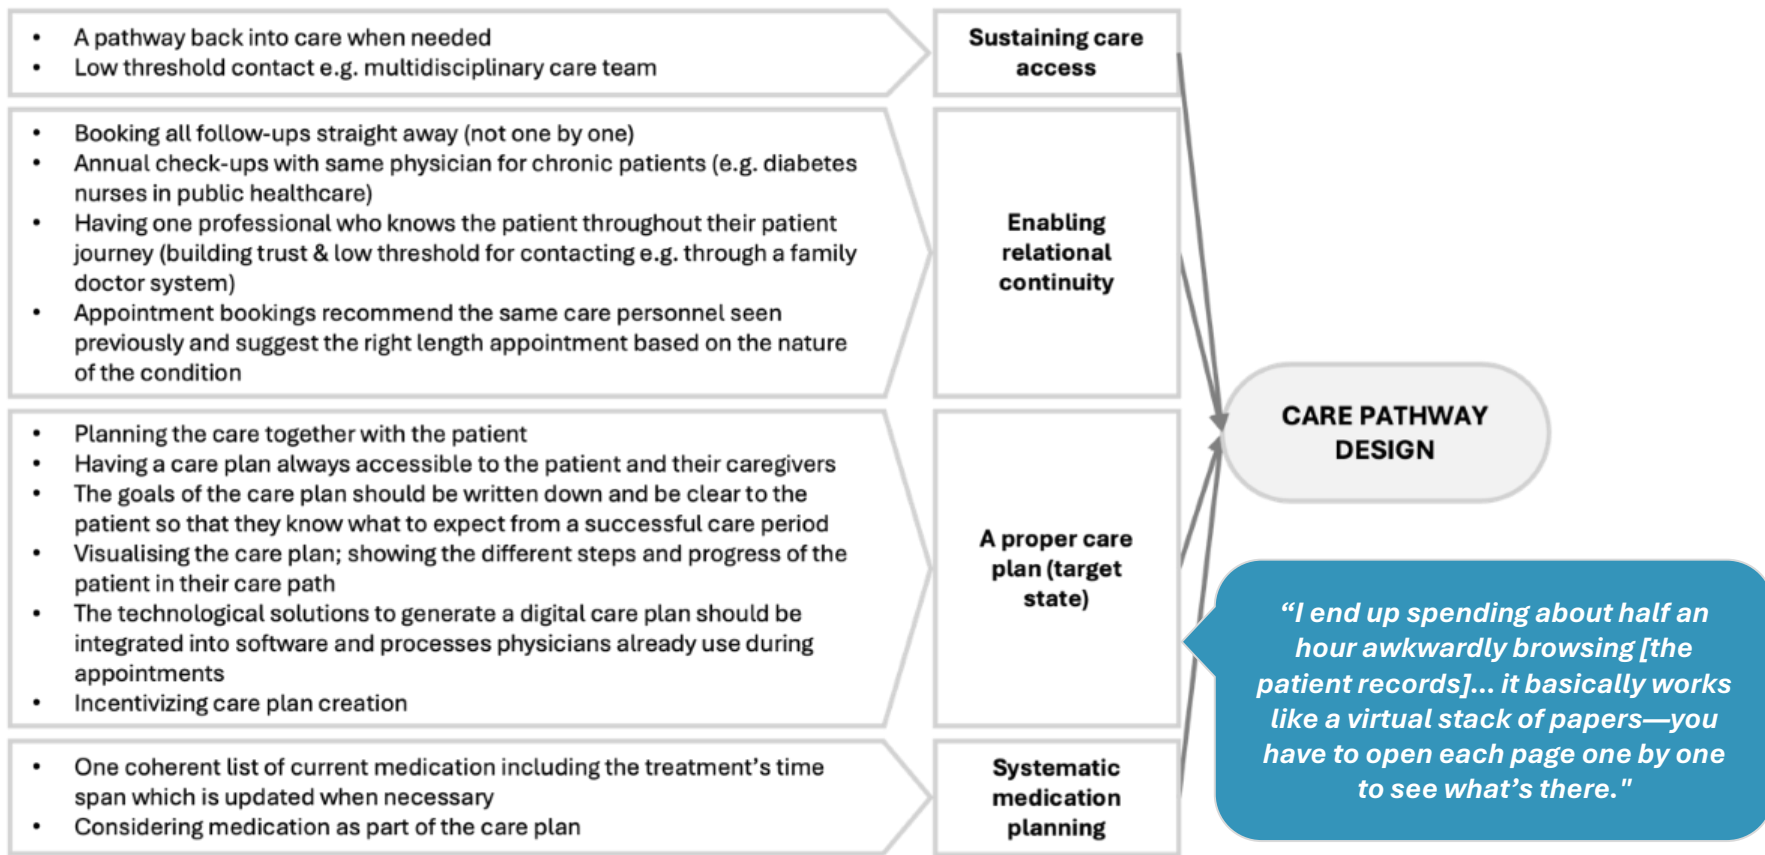 • A pathway back into care when needed
• Low threshold contact e.g. multidisciplinary care team
Sustaining care
access
• Booking all follow-ups straight away (not one by one)
• Annual check-ups with same physician for chronic patients (e.g. diabetes
nurses in public healthcare)
• Having one professional who knows the patient throughout their patient
journey (building trust & low threshold for contacting e.g. through a family
doctor system)
• Appointment bookings recommend the same care personnel seen
previously and suggest the right length appointment based on the nature
of the condition
Enabling
relational
continuity
• Planning the care together with the patient
• Having a care plan always accessible to the patient and their caregivers
• The goals of the care plan should be written down and be clear to the
patient so that they know what to expect from a successful care period
• Visualising the care plan; showing the different steps and progress of the
patient in their care path
• The technological solutions to generate a digital care plan should be
integrated into software and processes physicians already use during
appointments
• Incentivizing care plan creation
A proper care
plan (target
state)
• One coherent list of current medication including the treatment's time
span which is updated when necessary
• Considering medication as part of the care plan
Systematic
medication
planning
CARE PATHWAY
DESIGN
“I end up spending about half an
hour awkwardly browsing [the
patient records]... it basically works
like a virtual stack of papers—you
have to open each page one by one
to see what’s there."